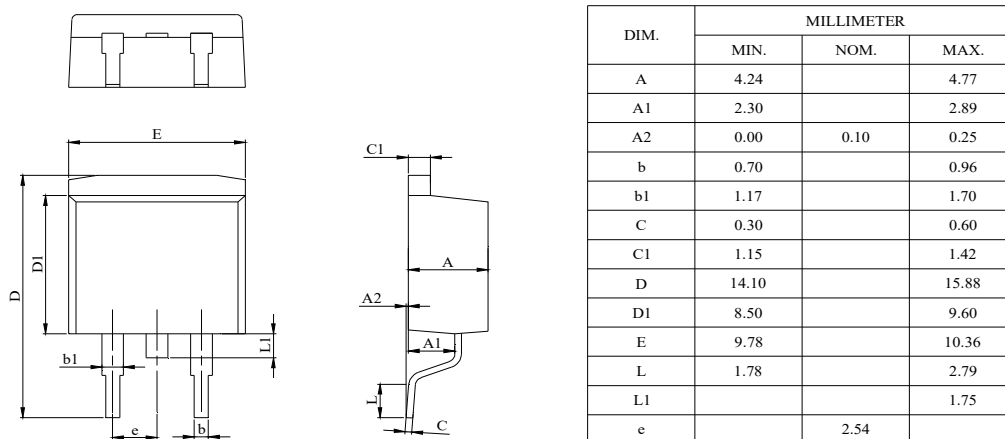 E
D
D1
b1
e
b
L1
C1
A
A2
A1
L
C
DIM. MILLIMETER
MIN. NOM. MAX.
A 4.24 4.77
A1 2.30 2.89
A2 0.00 0.10 0.25
b 0.70 0.96
b1 1.17 1.70
C 0.30 0.60
C1 1.15 1.42
D 14.10 15.88
D1 8.50 9.60
E 9.78 10.36
L 1.78 2.79
L1 1.75
e 2.54